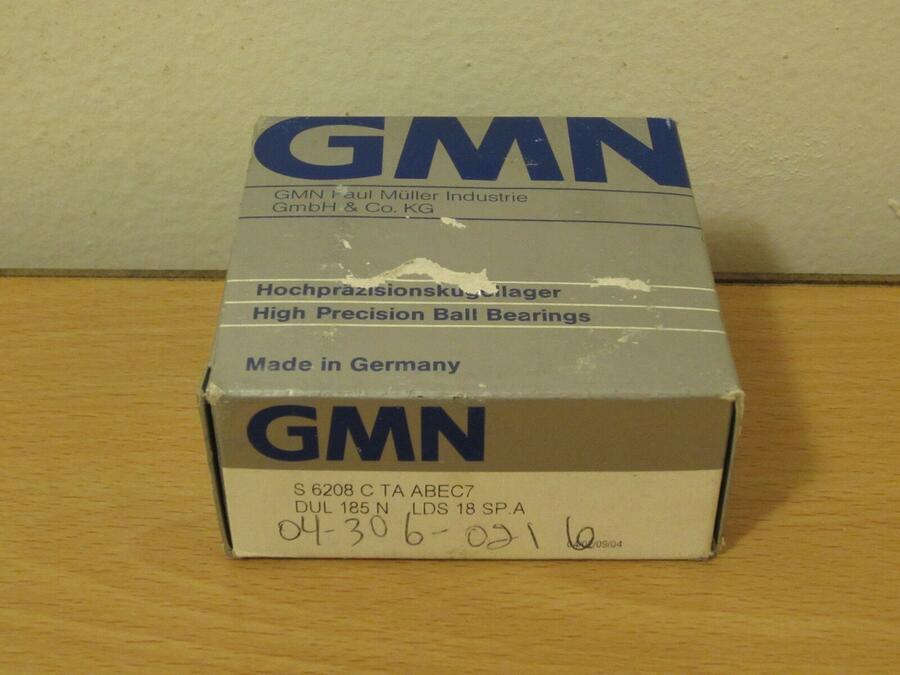 GMN
GMN Paul Müller Industrie
GmbH & Co. KG
Hochpräzisionskugellager
High Precision Ball Bearings
Made in Germany
GMN
S 6208 C TA ABEC7
DUL 185 N LDS 18 SP.A
04-306-0216